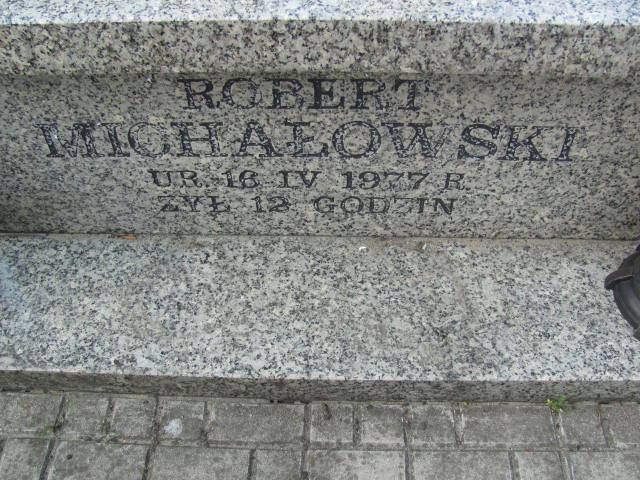 ROBERT
MICHAŁOWSKI
UR. 16 IV 1977 R.
ŻYŁ 12 GODZIN